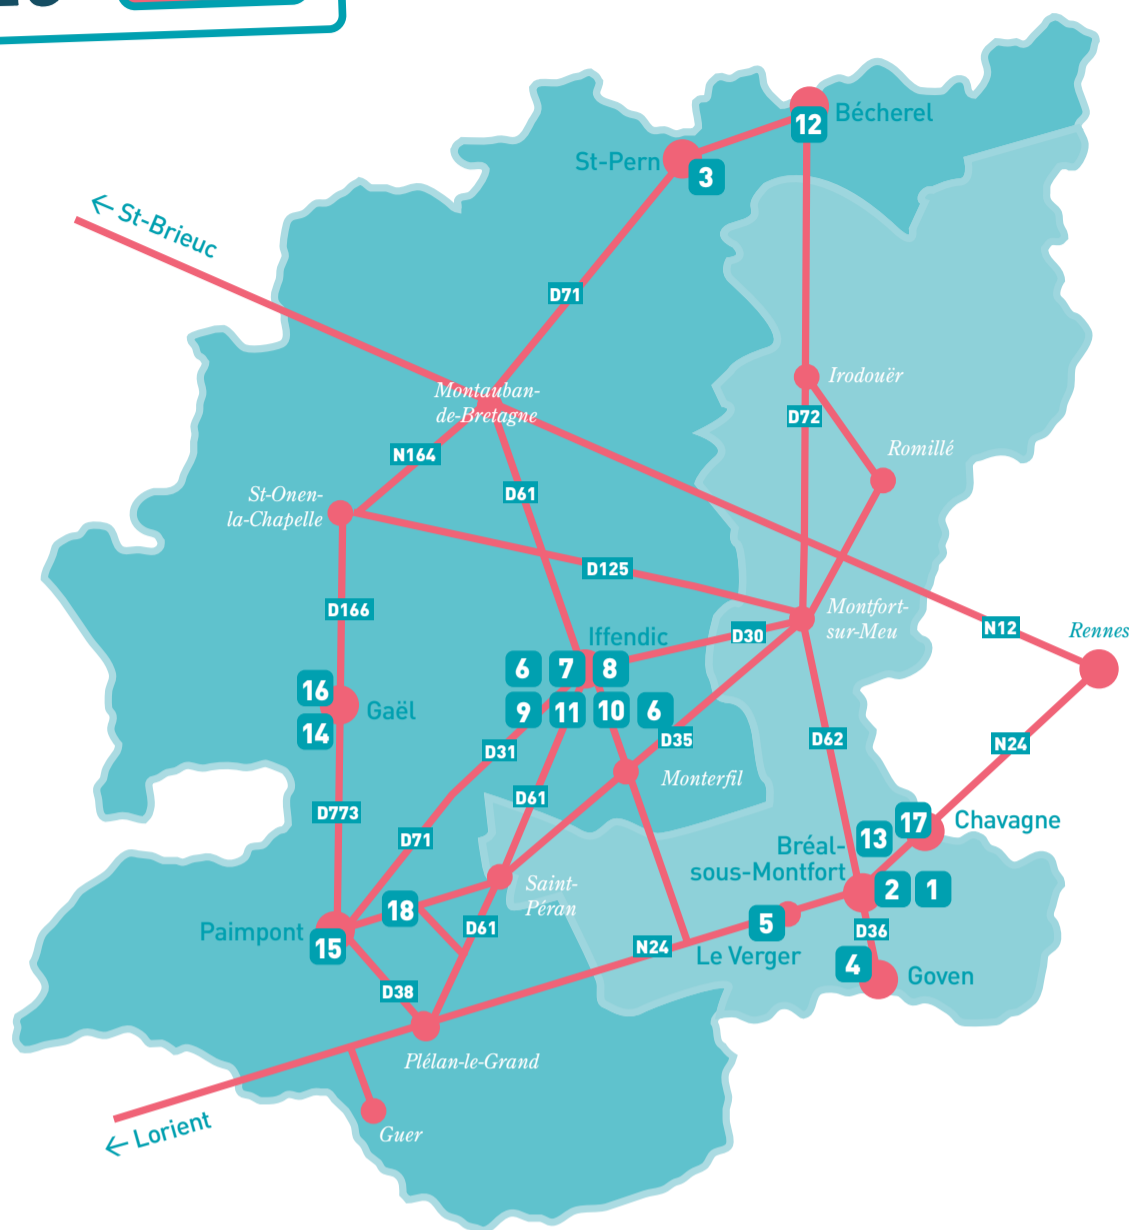 Bécherel
12
St-Pern
3
← St-Brieuc
D71
Montauban-
de-Bretagne
Irodouër
D72
N164
Romillé
St-Onen-
la-Chapelle
D61
D125
D166
Montfort-
sur-Meu
N12
Rennes
Iffendic
D30
6 7 8
16
Gaël
14
9 11 10 6
D35
D31
D62
N24
Monterfil
D61
D773
D71
17
Chavagne
13
Bréal-
sous-Montfort
2 1
Saint-
Péran
18
Paimpont
15
D61
5
D36
N24
Le Verger
4
Goven
D38
Plélan-le-Grand
← Lorient
Guer